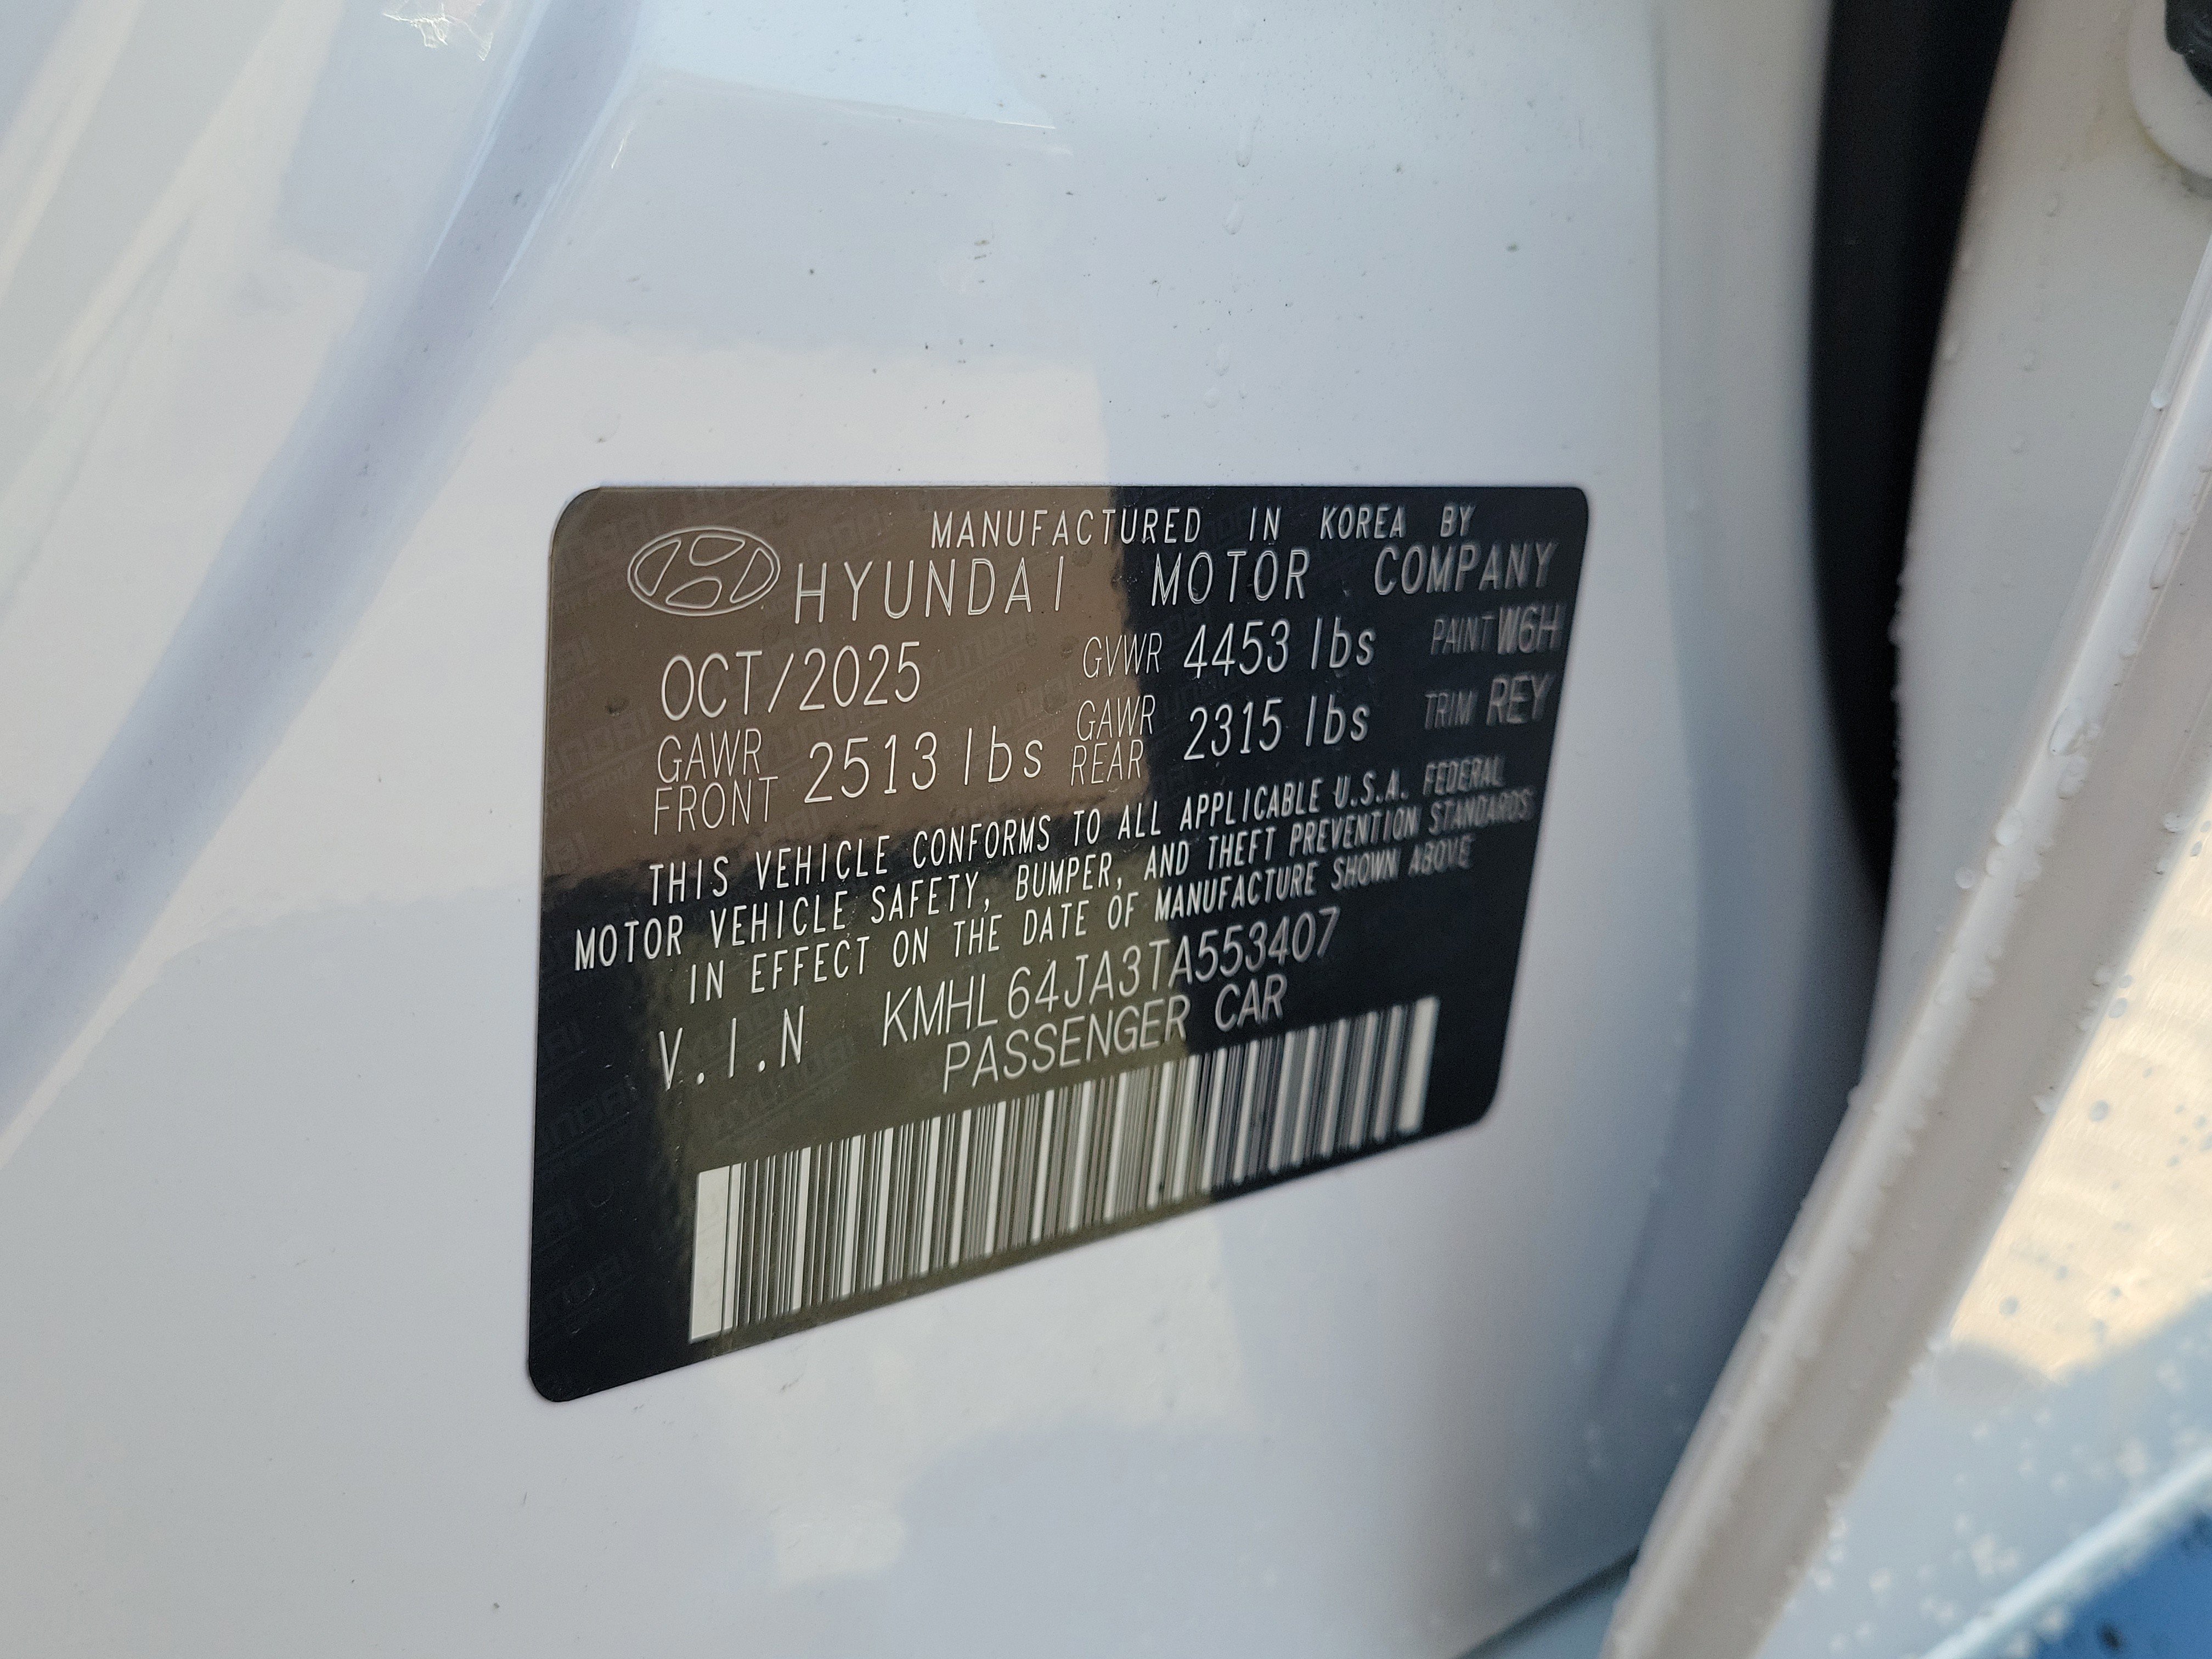 MANUFACTURED IN KOREA BY
HYUNDAI MOTOR COMPANY
OCT/2025 GVWR 4453 lbs PAINT W6H
GAWR FRONT 2513 lbs GAWR REAR 2315 lbs TRIM REY
THIS VEHICLE CONFORMS TO ALL APPLICABLE U.S.A. FEDERAL
MOTOR VEHICLE SAFETY, BUMPER, AND THEFT PREVENTION STANDARDS
IN EFFECT ON THE DATE OF MANUFACTURE SHOWN ABOVE
V.I.N KMHL64JA3TA553407
PASSENGER CAR